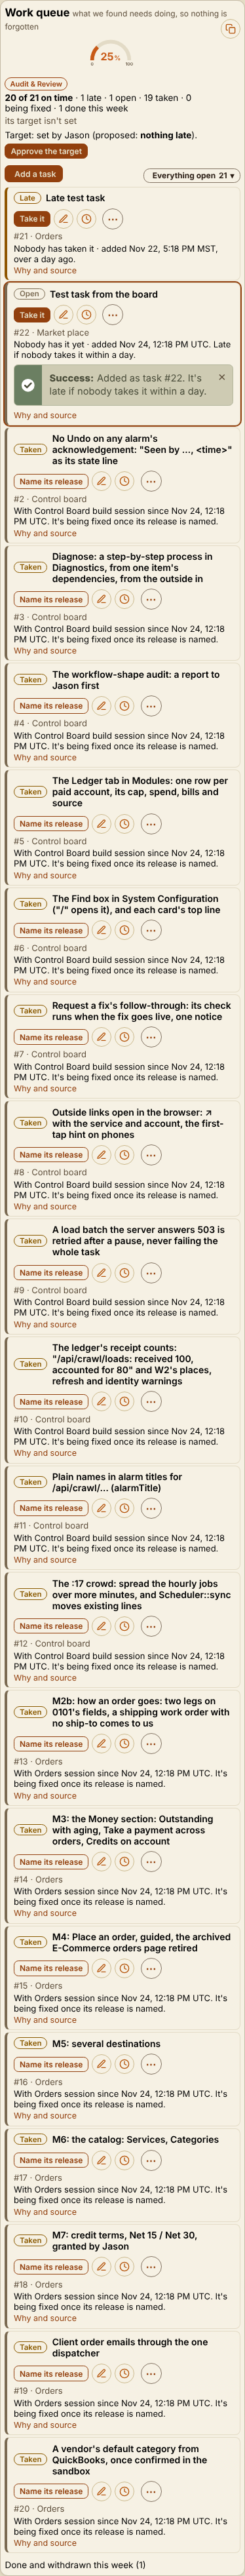 Work queue what we found needs doing, so nothing is
forgotten
25%
0 100
Audit & Review
20 of 21 on time · 1 late · 1 open · 19 taken · 0
being fixed · 1 done this week
its target isn't set
Target: set by Jason (proposed: nothing late).
Approve the target
Add a task
Everything open 21 ▾
Late Late test task
Take it
#21 · Orders
Nobody has taken it · added Nov 22, 5:18 PM MST,
over a day ago.
Why and source
Open Test task from the board
Take it
#22 · Market place
Nobody has it yet · added Nov 24, 12:18 PM UTC. Late
if nobody takes it within a day.
Success: Added as task #22. It's
late if nobody takes it within a day.
Why and source
No Undo on any alarm's
Taken acknowledgement: "Seen by ..., <time>"
as its state line
Name its release
#2 · Control board
With Control Board build session since Nov 24, 12:18
PM UTC. It's being fixed once its release is named.
Why and source
Diagnose: a step-by-step process in
Taken Diagnostics, from one item's
dependencies, from the outside in
Name its release
#3 · Control board
With Control Board build session since Nov 24, 12:18
PM UTC. It's being fixed once its release is named.
Why and source
Taken The workflow-shape audit: a report to
Jason first
Name its release
#4 · Control board
With Control Board build session since Nov 24, 12:18
PM UTC. It's being fixed once its release is named.
Why and source
The Ledger tab in Modules: one row per
Taken paid account, its cap, spend, bills and
source
Name its release
#5 · Control board
With Control Board build session since Nov 24, 12:18
PM UTC. It's being fixed once its release is named.
Why and source
Taken The Find box in System Configuration
("/" opens it), and each card's top line
Name its release
#6 · Control board
With Control Board build session since Nov 24, 12:18
PM UTC. It's being fixed once its release is named.
Why and source
Taken Request a fix's follow-through: its check
runs when the fix goes live, one notice
Name its release
#7 · Control board
With Control Board build session since Nov 24, 12:18
PM UTC. It's being fixed once its release is named.
Why and source
Outside links open in the browser: ↗
Taken with the service and account, the first-
tap hint on phones
Name its release
#8 · Control board
With Control Board build session since Nov 24, 12:18
PM UTC. It's being fixed once its release is named.
Why and source
A load batch the server answers 503 is
Taken retried after a pause, never failing the
whole task
Name its release
#9 · Control board
With Control Board build session since Nov 24, 12:18
PM UTC. It's being fixed once its release is named.
Why and source
The ledger's receipt counts:
"/api/crawl/loads: received 100,
Taken accounted for 80" and W2's places,
refresh and identity warnings
Name its release
#10 · Control board
With Control Board build session since Nov 24, 12:18
PM UTC. It's being fixed once its release is named.
Why and source
Taken Plain names in alarm titles for
/api/crawl/... (alarmTitle)
Name its release
#11 · Control board
With Control Board build session since Nov 24, 12:18
PM UTC. It's being fixed once its release is named.
Why and source
The :17 crowd: spread the hourly jobs
Taken over more minutes, and Scheduler::sync
moves existing lines
Name its release
#12 · Control board
With Control Board build session since Nov 24, 12:18
PM UTC. It's being fixed once its release is named.
Why and source
M2b: how an order goes: two legs on
Taken 0101's fields, a shipping work order with
no ship-to comes to us
Name its release
#13 · Orders
With Orders session since Nov 24, 12:18 PM UTC. It's
being fixed once its release is named.
Why and source
M3: the Money section: Outstanding
Taken with aging, Take a payment across
orders, Credits on account
Name its release
#14 · Orders
With Orders session since Nov 24, 12:18 PM UTC. It's
being fixed once its release is named.
Why and source
Taken M4: Place an order, guided, the archived
E-Commerce orders page retired
Name its release
#15 · Orders
With Orders session since Nov 24, 12:18 PM UTC. It's
being fixed once its release is named.
Why and source
Taken M5: several destinations
Name its release
#16 · Orders
With Orders session since Nov 24, 12:18 PM UTC. It's
being fixed once its release is named.
Why and source
Taken M6: the catalog: Services, Categories
Name its release
#17 · Orders
With Orders session since Nov 24, 12:18 PM UTC. It's
being fixed once its release is named.
Why and source
Taken M7: credit terms, Net 15 / Net 30,
granted by Jason
Name its release
#18 · Orders
With Orders session since Nov 24, 12:18 PM UTC. It's
being fixed once its release is named.
Why and source
Taken Client order emails through the one
dispatcher
Name its release
#19 · Orders
With Orders session since Nov 24, 12:18 PM UTC. It's
being fixed once its release is named.
Why and source
A vendor's default category from
Taken QuickBooks, once confirmed in the
sandbox
Name its release
#20 · Orders
With Orders session since Nov 24, 12:18 PM UTC. It's
being fixed once its release is named.
Why and source
Done and withdrawn this week (1)